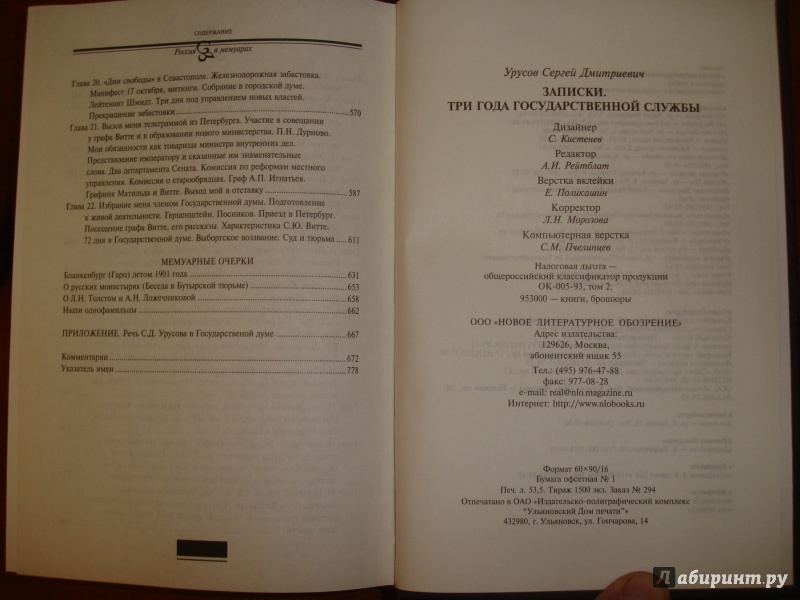 СОДЕРЖАНИЕ
Россия в мемуарах
Глава 20. «Дни свободы» в Севастополе. Железнодорожная забастовка.
Манифест 17 октября, митинги. Собрание в городской думе.
Лейтенант Шмидт. Три дня под управлением новых властей.
Прекращение забастовки 570
Глава 21. Вызов меня телеграммой из Петербурга. Участие в совещании
у графа Витте и в образовании нового министерства. П.Н. Дурново.
Мои обязанности как товарища министра внутренних дел.
Представление императору и сказанные им знаменательные
слова. Два департамента Сената. Комиссия по реформам местного
управления. Комиссия о старообрядцах. Граф А.П. Игнатьев.
Графиня Матильда и Витте. Выход мой в отставку 587
Глава 22. Избрание меня членом Государственной думы. Подготовление
к живой деятельности. Герценштейн. Посников. Приезд в Петербург.
Посещение графа Витте, его рассказы. Характеристика С.Ю. Витте.
72 дня в Государственной думе. Выборгское воззвание. Суд и тюрьма 611
МЕМУАРНЫЕ ОЧЕРКИ
Бланкенбург (Гарц) летом 1901 года 631
О русских монастырях (Беседа в Бутырской тюрьме) 653
О Л.Н. Толстом и А.Н. Ложечниковой 658
Наши однофамильцы 662
ПРИЛОЖЕНИЕ. Речь С.Д. Урусова в Государственой думе 667
Комментарии 672
Указатель имен 778
Урусов Сергей Дмитриевич
ЗАПИСКИ.
ТРИ ГОДА ГОСУДАРСТВЕННОЙ СЛУЖБЫ
Дизайнер
С. Кистенев
Редактор
А.И. Рейтблат
Верстка вклейки
Е. Поликашин
Корректор
Л.Н. Морозова
Компьютерная верстка
С.М. Пчелинцев
Налоговая льгота —
общероссийский классификатор продукции
ОК-005-93, том 2;
953000 — книги, брошюры
ООО «НОВОЕ ЛИТЕРАТУРНОЕ ОБОЗРЕНИЕ»
Адрес издательства:
129626, Москва,
абонентский ящик 55
Тел.: (495) 976-47-88
факс: 977-08-28
e-mail: real@nlo.magazine.ru
Интернет: http://www.nlobooks.ru
Формат 60×90/16
Бумага офсетная № 1
Печ. л. 53,5. Тираж 1500 экз. Заказ № 294
Отпечатано в ОАО «Издательско-полиграфический комплекс
"Ульяновский Дом печати"»
432980, г. Ульяновск, ул. Гончарова, 14
Лабиринт.ру